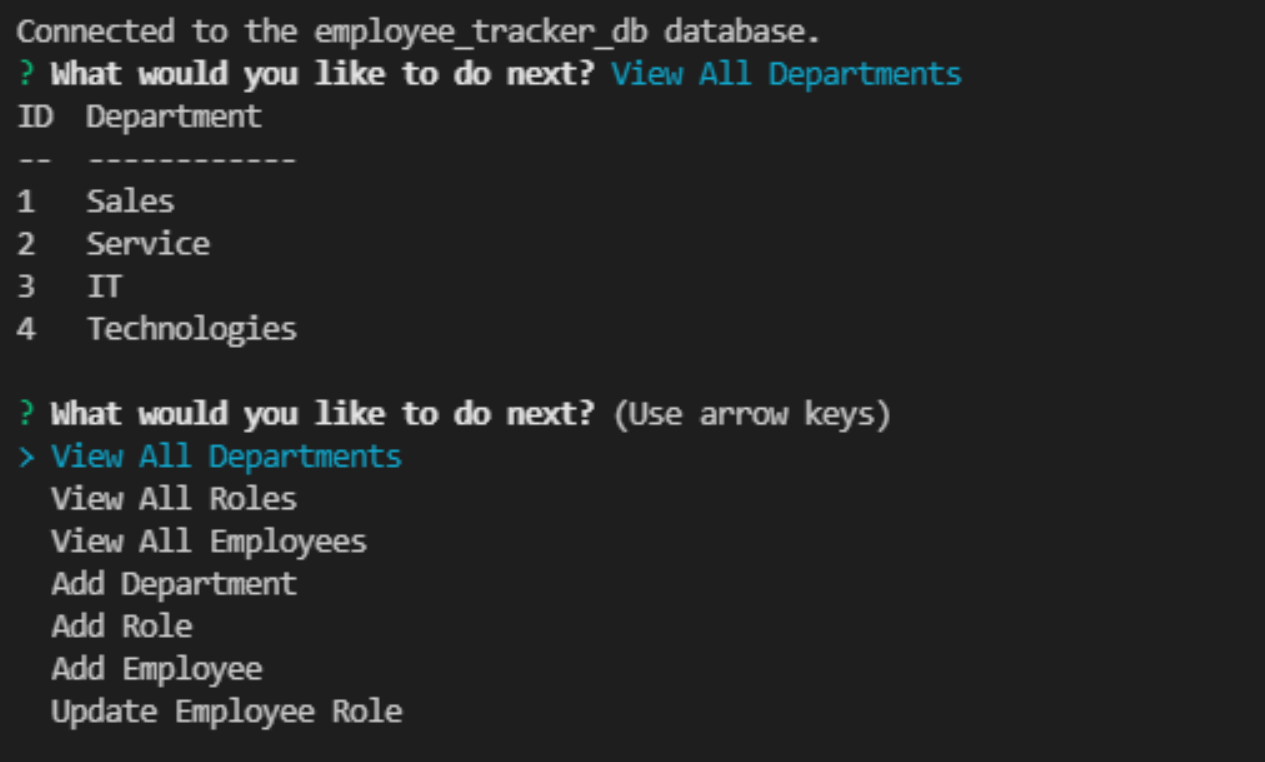 Connected to the employee_tracker_db database.
? What would you like to do next? View All Departments
ID  Department
--  ------------
1   Sales
2   Service
3   IT
4   Technologies
? What would you like to do next? (Use arrow keys)
> View All Departments
  View All Roles
  View All Employees
  Add Department
  Add Role
  Add Employee
  Update Employee Role